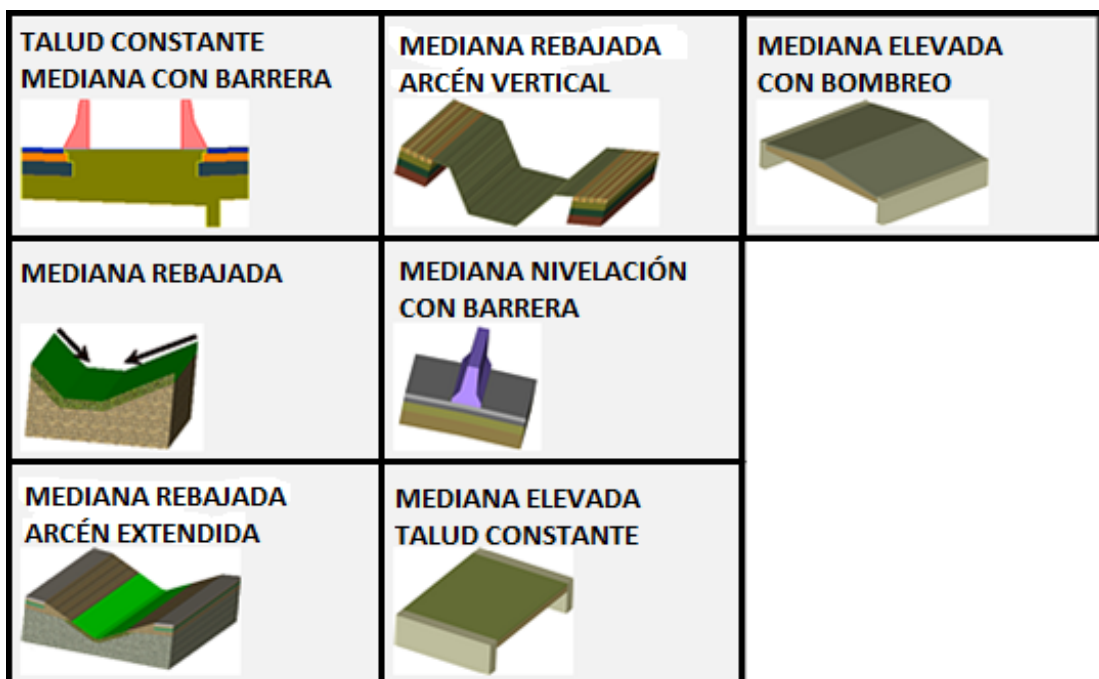 TALUD CONSTANTE
MEDIANA CON BARRERA
MEDIANA REBAJADA
ARCÉN VERTICAL
MEDIANA ELEVADA
CON BOMBREO
MEDIANA REBAJADA
MEDIANA NIVELACIÓN
CON BARRERA
MEDIANA REBAJADA
ARCÉN EXTENDIDA
MEDIANA ELEVADA
TALUD CONSTANTE